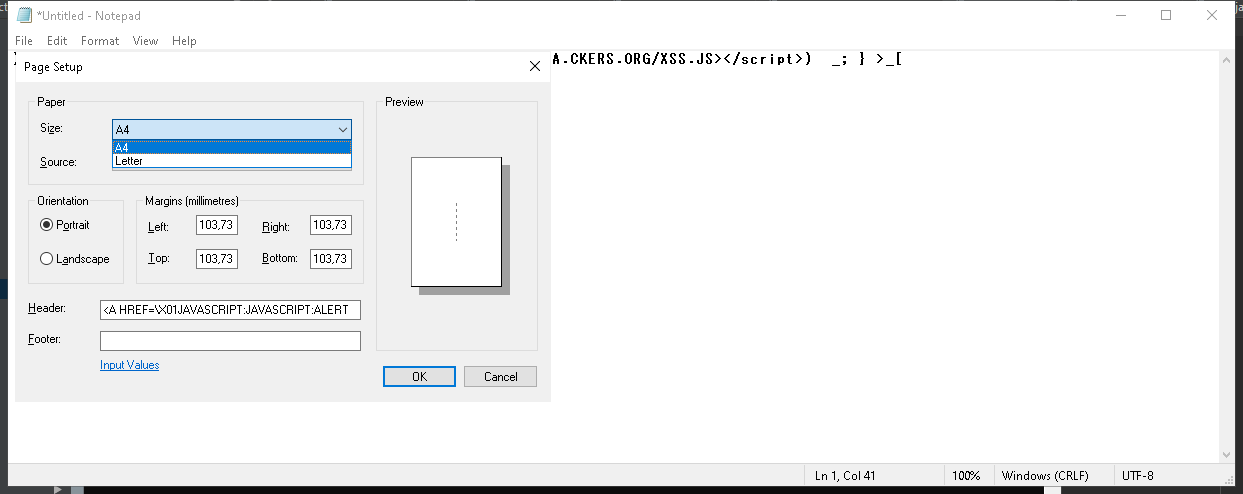 *Untitled - Notepad
File Edit Format View Help
A.CKERS.ORG/XSS.JS></script>) _; } >_[
Page Setup
Paper
Size:
A4
A4
Letter
Source:
Preview
Orientation
Portrait
Landscape
Margins (millimetres)
Left: 103,73 Right: 103,73
Top: 103,73 Bottom: 103,73
Header: <A HREF=\X01JAVASCRIPT:JAVASCRIPT:ALERT
Footer:
Input Values
OK Cancel
Ln 1, Col 41 100% Windows (CRLF) UTF-8